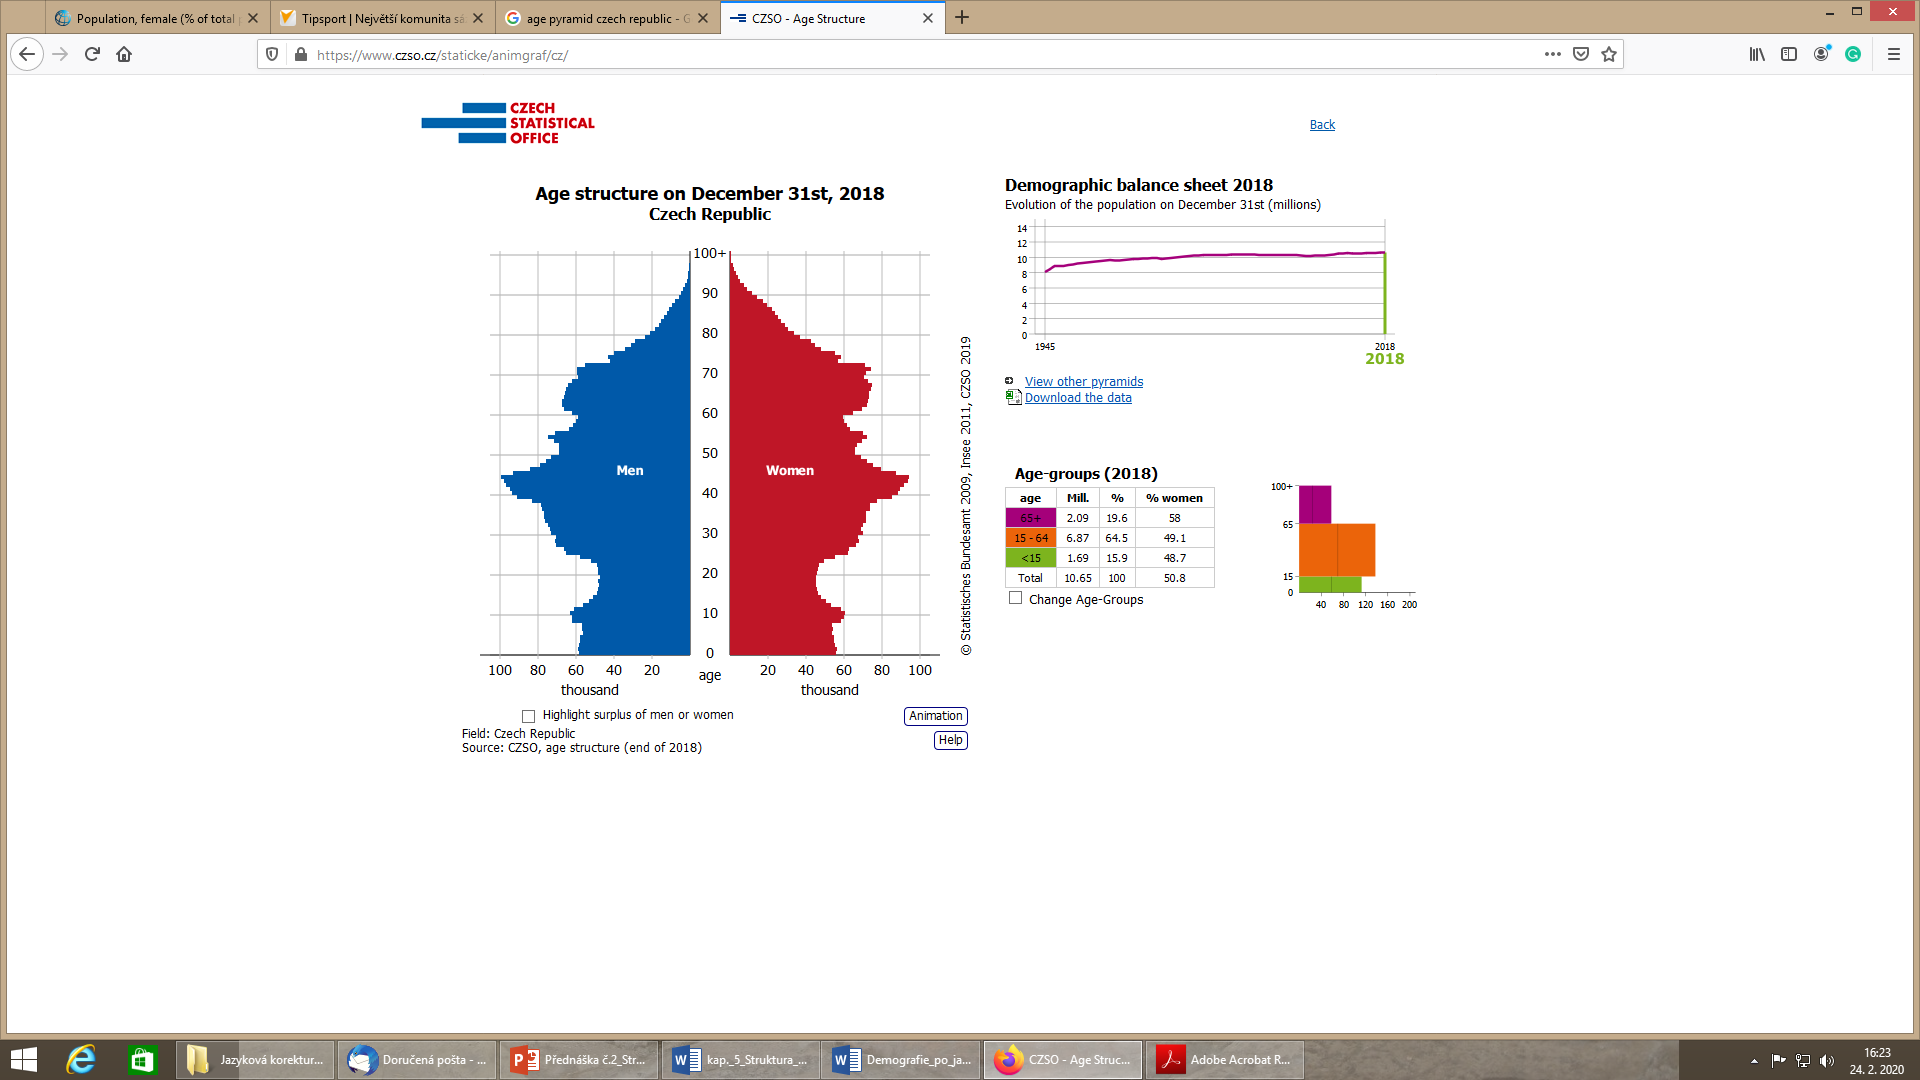 Population, female (% of total
Tipsport | Největší komunita sá
age pyramid czech republic - G
CZSO - Age Structure
https://www.czso.cz/staticke/animgraf/cz/
CZECH
STATISTICAL
OFFICE
Back
Age structure on December 31st, 2018
Czech Republic
100+
90
80
70
60
50
40
30
20
10
0
Men
Women
100 80 60 40 20
age
20 40 60 80 100
thousand
thousand
© Statistisches Bundesamt 2009, Insee 2011, CZSO 2019
Highlight surplus of men or women
Animation
Field: Czech Republic
Help
Source: CZSO, age structure (end of 2018)
Demographic balance sheet 2018
Evolution of the population on December 31st (millions)
14
12
10
8
6
4
2
0
1945 2018
2018
View other pyramids
Download the data
Age-groups (2018)
age Mill. % % women
65+ 2.09 19.6 58
15 - 64 6.87 64.5 49.1
<15 1.69 15.9 48.7
Total 10.65 100 50.8
Change Age-Groups
100+
65
15
0
40 80 120 160 200
Jazyková korektur...
Doručená pošta - ...
Přednáška č.2_Str...
kap._5_Struktura_...
Demografie_po_ja...
CZSO - Age Struc...
Adobe Acrobat R...
16:23
24. 2. 2020